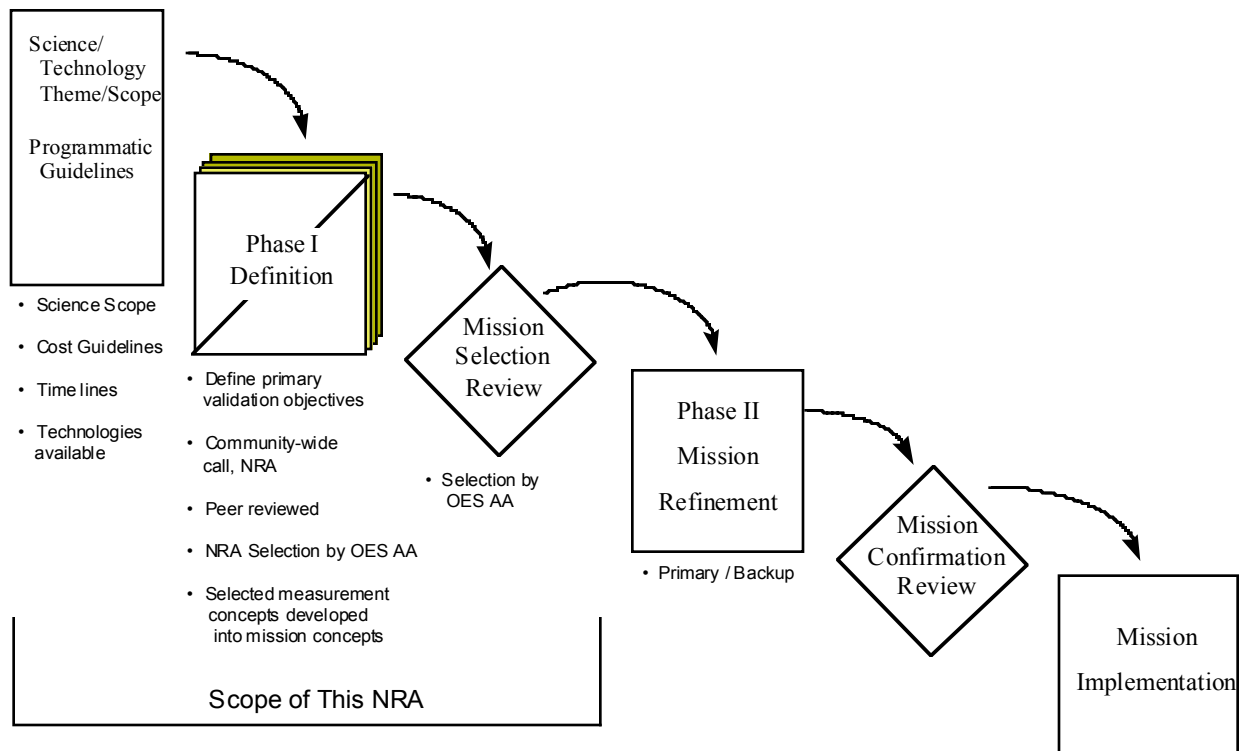 Science/
Technology
Theme/Scope
Programmatic
Guidelines
• Science Scope
• Cost Guidelines
• Time lines
• Technologies
available
Phase I
Definition
• Define primary
validation objectives
• Community-wide
call, NRA
• Peer reviewed
• NRA Selection by OES AA
• Selected measurement
concepts developed
into mission concepts
Mission
Selection
Review
• Selection by
OES AA
Scope of This NRA
Phase II
Mission
Refinement
• Primary / Backup
Mission
Confirmation
Review
Mission
Implementation